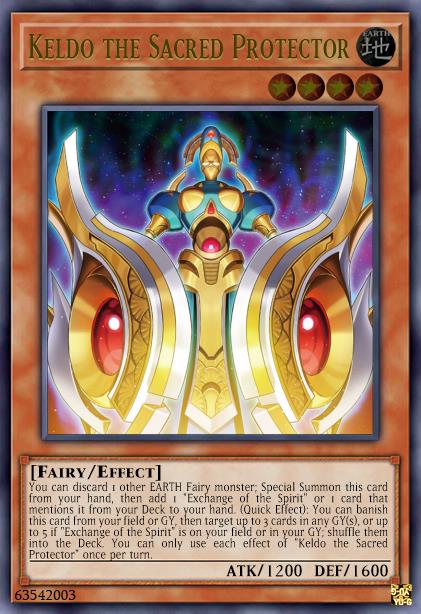 KELDO THE SACRED PROTECTOR
EARTH
地
[FAIRY/EFFECT]
You can discard 1 other EARTH Fairy monster; Special Summon this card
from your hand, then add 1 "Exchange of the Spirit" or 1 card that
mentions it from your Deck to your hand. (Quick Effect): You can banish
this card from your field or GY, then target up to 3 cards in any GY(s), or up
to 5 if "Exchange of the Spirit" is on your field or in your GY; shuffle them
into the Deck. You can only use each effect of "Keldo the Sacred
Protector" once per turn.
ATK/1200 DEF/1600
63542003